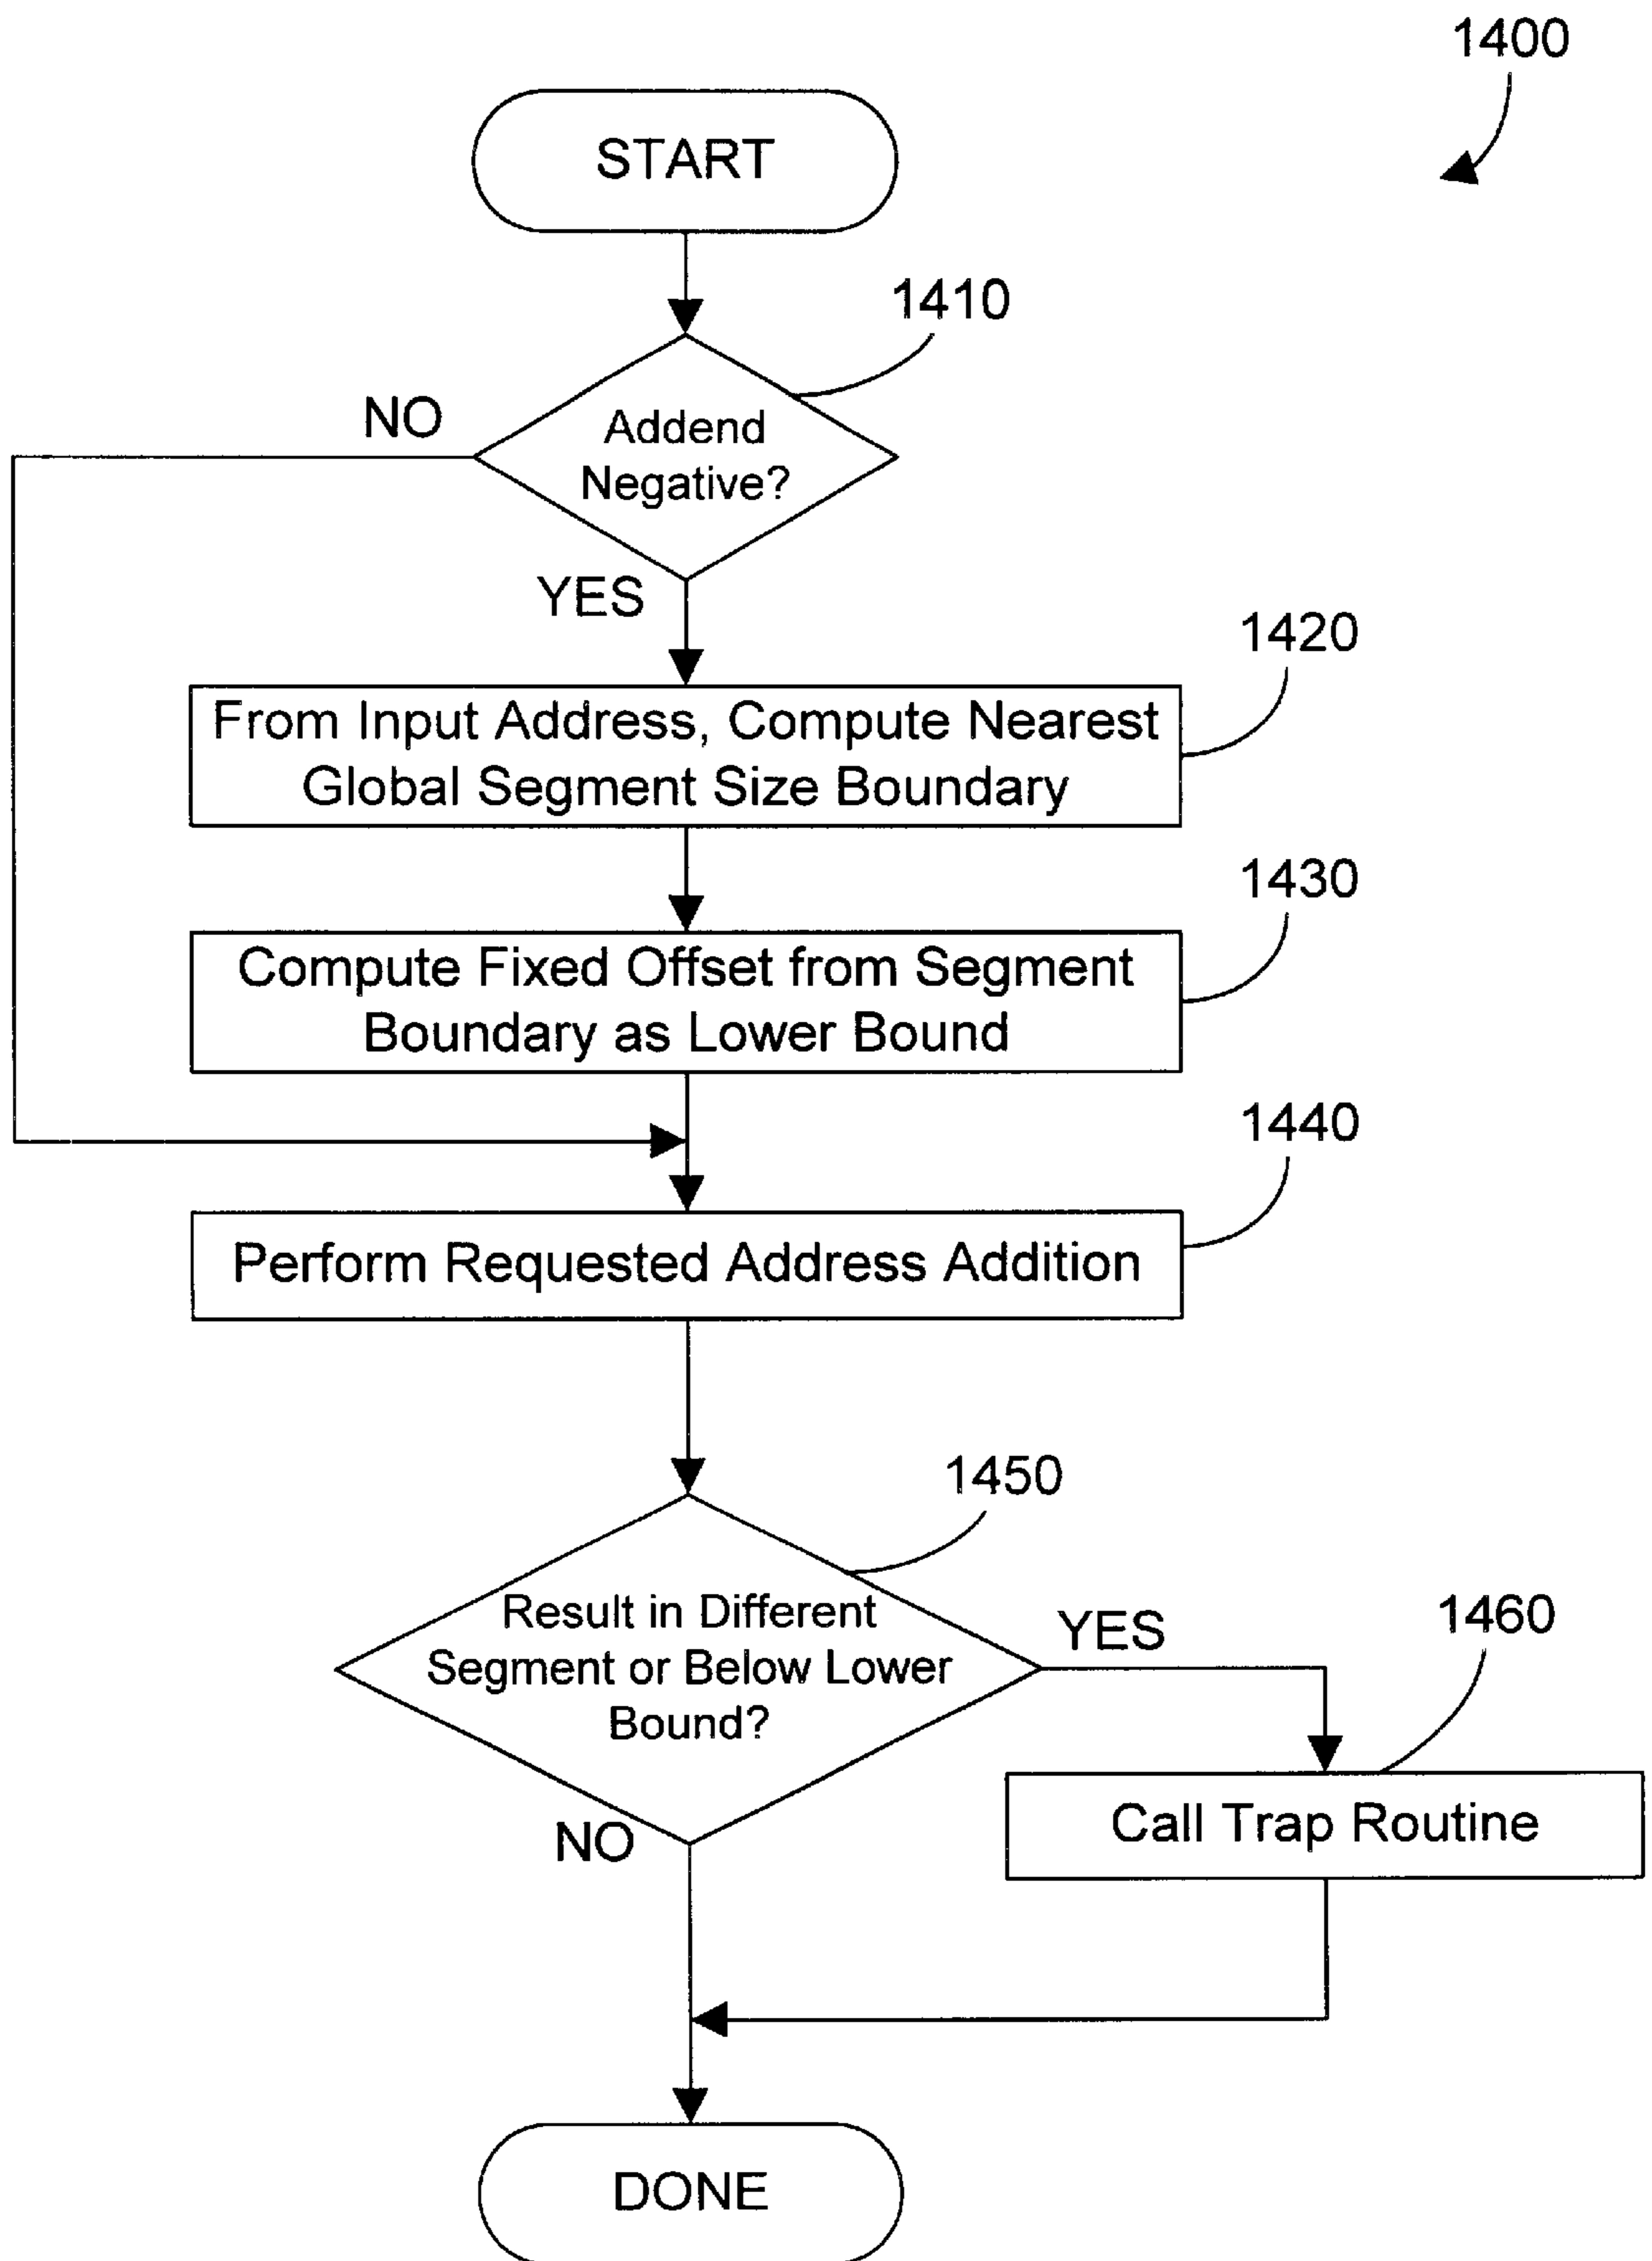 1400
START
1410
NO
Addend
Negative?
YES
1420
From Input Address, Compute Nearest
Global Segment Size Boundary
1430
Compute Fixed Offset from Segment
Boundary as Lower Bound
1440
Perform Requested Address Addition
1450
Result in Different
Segment or Below Lower
Bound?
YES
1460
Call Trap Routine
NO
DONE